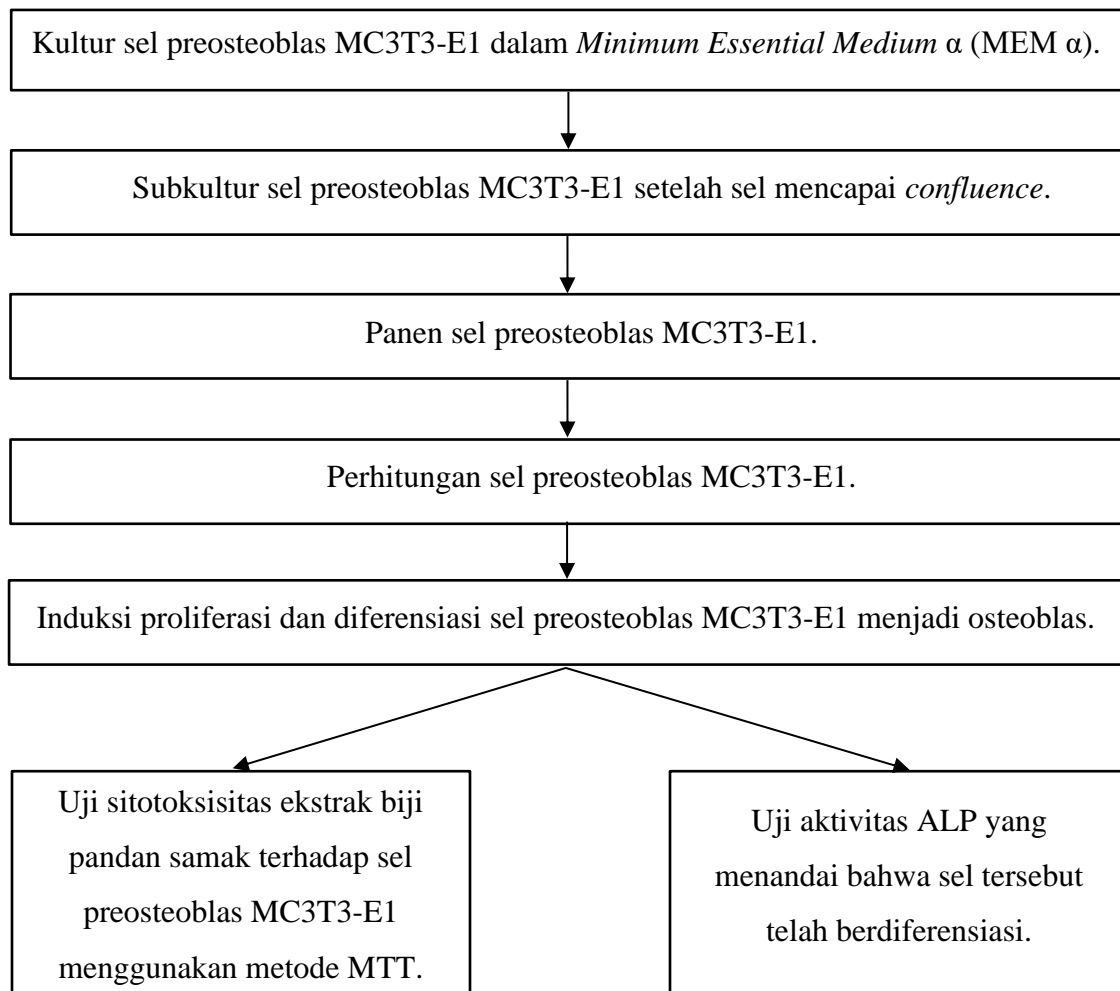 Kultur sel preosteoblas MC3T3-E1 dalam Minimum Essential Medium α (MEM α).
Subkultur sel preosteoblas MC3T3-E1 setelah sel mencapai confluence.
Panen sel preosteoblas MC3T3-E1.
Perhitungan sel preosteoblas MC3T3-E1.
Induksi proliferasi dan diferensiasi sel preosteoblas MC3T3-E1 menjadi osteoblas.
Uji sitotoksisitas ekstrak biji
pandan samak terhadap sel
preosteoblas MC3T3-E1
menggunakan metode MTT.
Uji aktivitas ALP yang
menandai bahwa sel tersebut
telah berdiferensiasi.